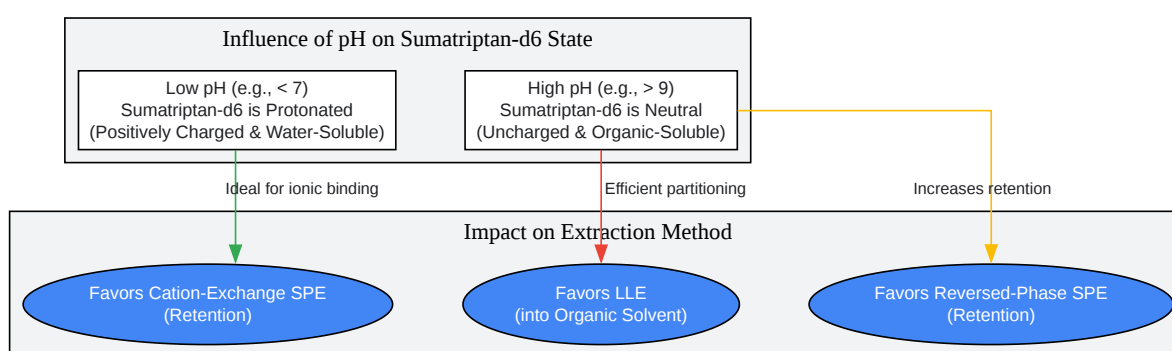 Influence of pH on Sumatriptan-d6 State
Low pH (e.g., < 7)
Sumatriptan-d6 is Protonated
(Positively Charged & Water-Soluble)
High pH (e.g., > 9)
Sumatriptan-d6 is Neutral
(Uncharged & Organic-Soluble)
Ideal for ionic binding
Efficient partitioning
Increases retention
Impact on Extraction Method
Favors Cation-Exchange SPE
(Retention)
Favors LLE
(into Organic Solvent)
Favors Reversed-Phase SPE
(Retention)